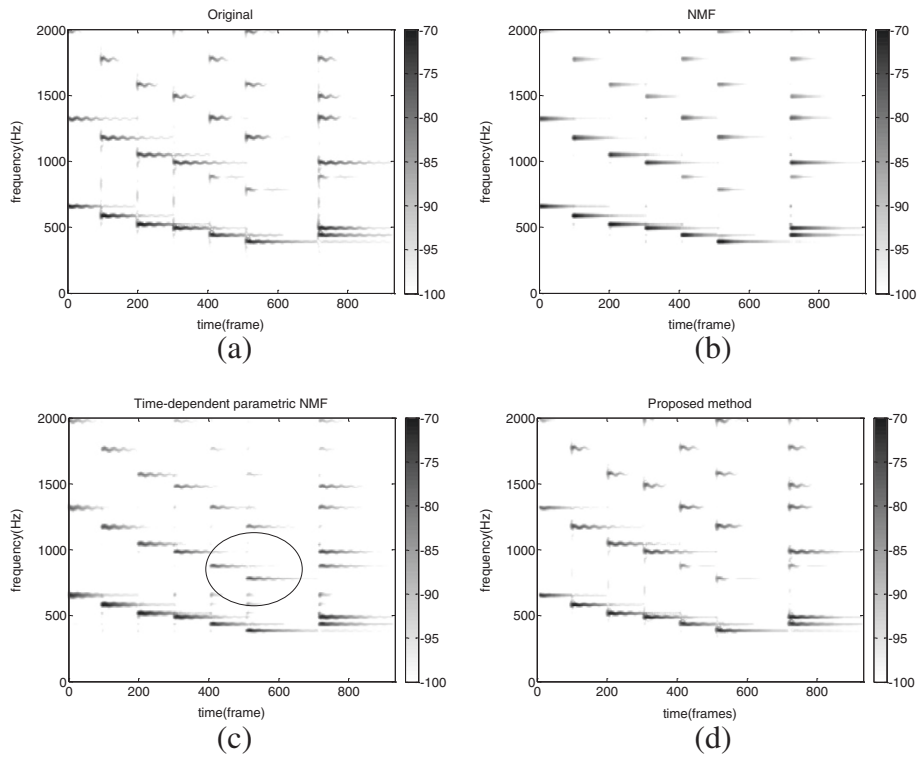 Original
2000
1500
1000
500
0
frequency(Hz)
0 200 400 600 800
time(frame)
-70
-75
-80
-85
-90
-95
-100
(a)
NMF
2000
1500
1000
500
0
frequency(Hz)
0 200 400 600 800
time(frame)
-70
-75
-80
-85
-90
-95
-100
(b)
Time-dependent parametric NMF
2000
1500
1000
500
0
frequency(Hz)
0 200 400 600 800
time(frame)
-70
-75
-80
-85
-90
-95
-100
(c)
Proposed method
2000
1500
1000
500
0
frequency(Hz)
0 200 400 600 800
time(frames)
-70
-75
-80
-85
-90
-95
-100
(d)